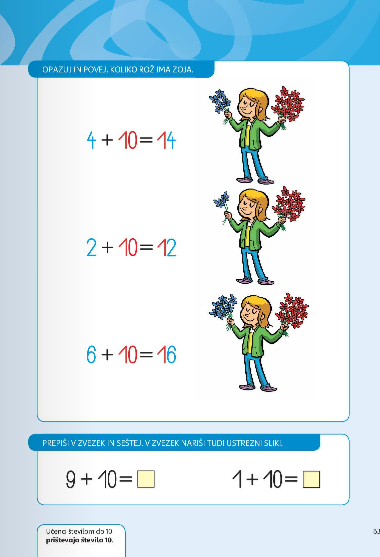 OPAZUJ IN POVEJ, KOLIKO ROŽ IMA ZOJA.
4 + 10 = 14
2 + 10 = 12
6 + 10 = 16
PREPIŠI V ZVEZEK IN SEŠTEJ. V ZVEZEK NARIŠI TUDI USTREZNI SLIKI.
9 + 10 =
1 + 10 =
Učenci številom do 10
prištevajo število 10.
63